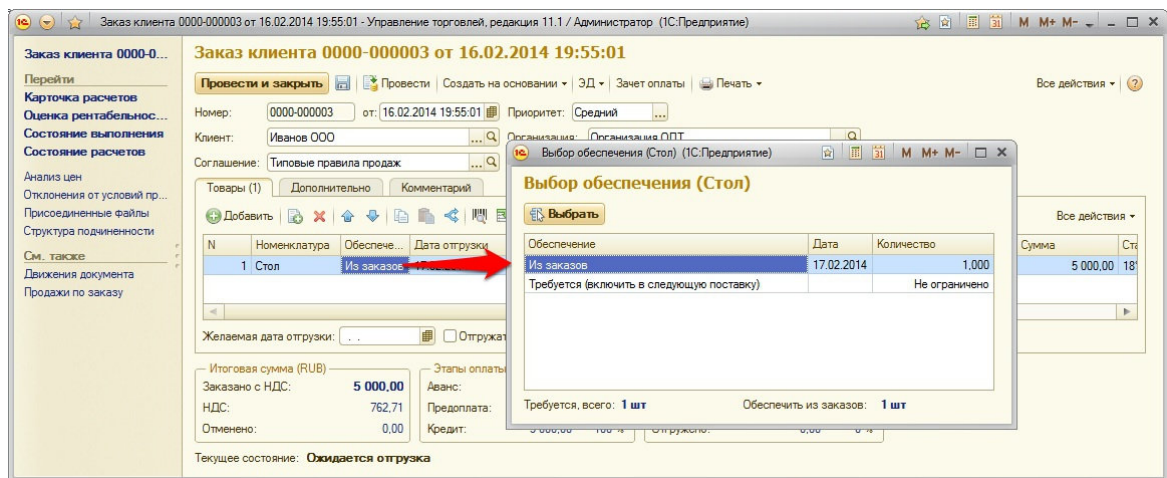 Заказ клиента 0000-000003 от 16.02.2014 19:55:01 - Управление торговлей, редакция 11.1 / Администратор (1С:Предприятие) M M+ M-
Заказ клиента 0000-0...
Перейти
Карточка расчетов
Оценка рентабельнос...
Состояние выполнения
Состояние расчетов
Анализ цен
Отклонения от условий пр...
Присоединенные файлы
Структура подчиненности
См. также
Движения документа
Продажи по заказу
Заказ клиента 0000-000003 от 16.02.2014 19:55:01
Провести и закрыть Провести Создать на основании ЭД Зачет оплаты Печать Все действия
Номер: 0000-000003 от: 16.02.2014 19:55:01 Приоритет: Средний ...
Клиент: Иванов ООО ... Организация: Организация ОПТ
Соглашение: Типовые правила продаж ...
Товары (1) Дополнительно Комментарий
Добавить Все действия
N Номенклатура Обеспече... Дата отгрузки Сумма
1 Стол Из заказов 5 000,00
Желаемая дата отгрузки: . .
Итоговая сумма (RUB)
Заказано с НДС: 5 000,00
НДС: 762,71
Отменено: 0,00
Этапы оплаты
Аванс:
Предоплата:
Кредит:
Текущее состояние: Ожидается отгрузка
Выбор обеспечения (Стол) (1С:Предприятие) M M+ M-
Выбор обеспечения (Стол)
Выбрать
Обеспечение Дата Количество
Из заказов 17.02.2014 1,000
Требуется (включить в следующую поставку) Не ограничено
Требуется, всего: 1 шт Обеспечить из заказов: 1 шт